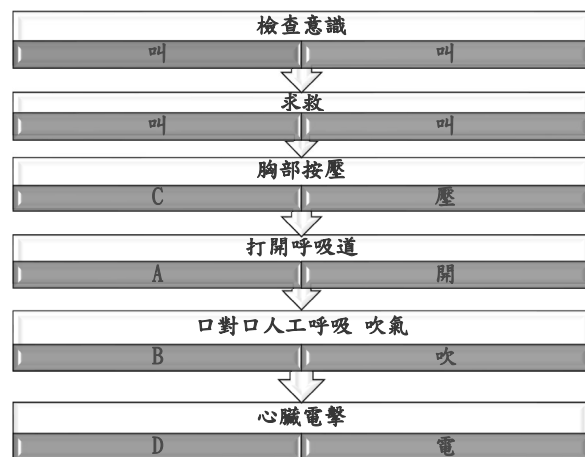 檢查意識
叫 叫
求救
叫 叫
胸部按壓
C 壓
打開呼吸道
A 開
口對口人工呼吸 吹氣
B 吹
心臟電擊
D 電